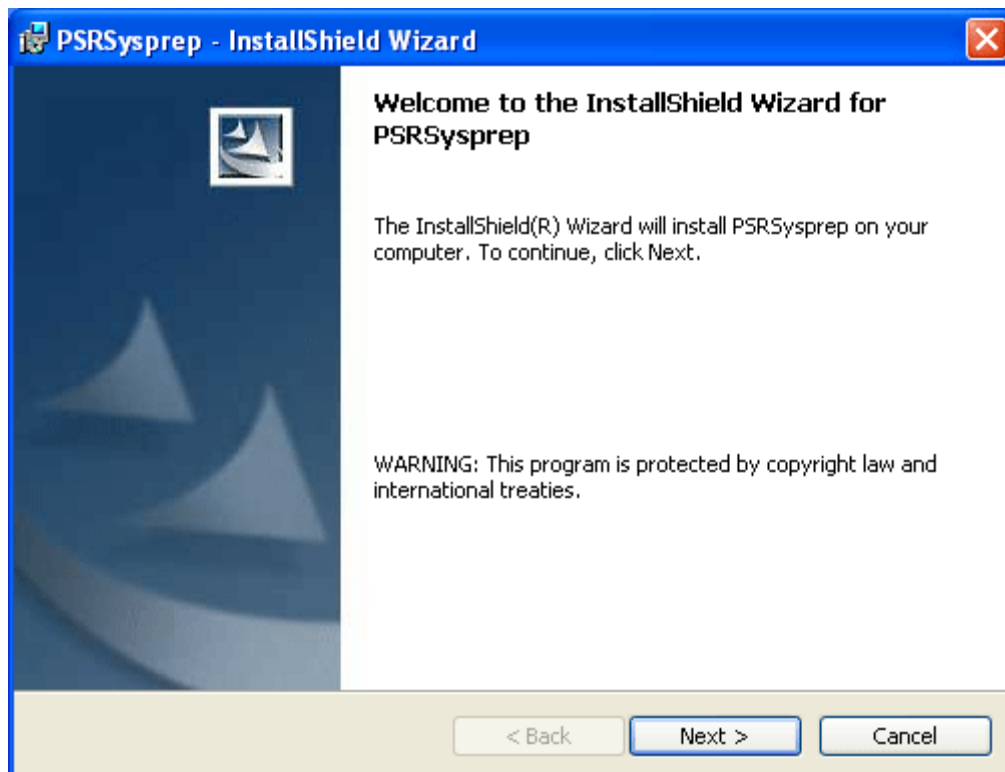 PSRSysprep - InstallShield Wizard
Welcome to the InstallShield Wizard for
PSRSysprep
The InstallShield(R) Wizard will install PSRSysprep on your
computer. To continue, click Next.
WARNING: This program is protected by copyright law and
international treaties.
< Back
Next >
Cancel